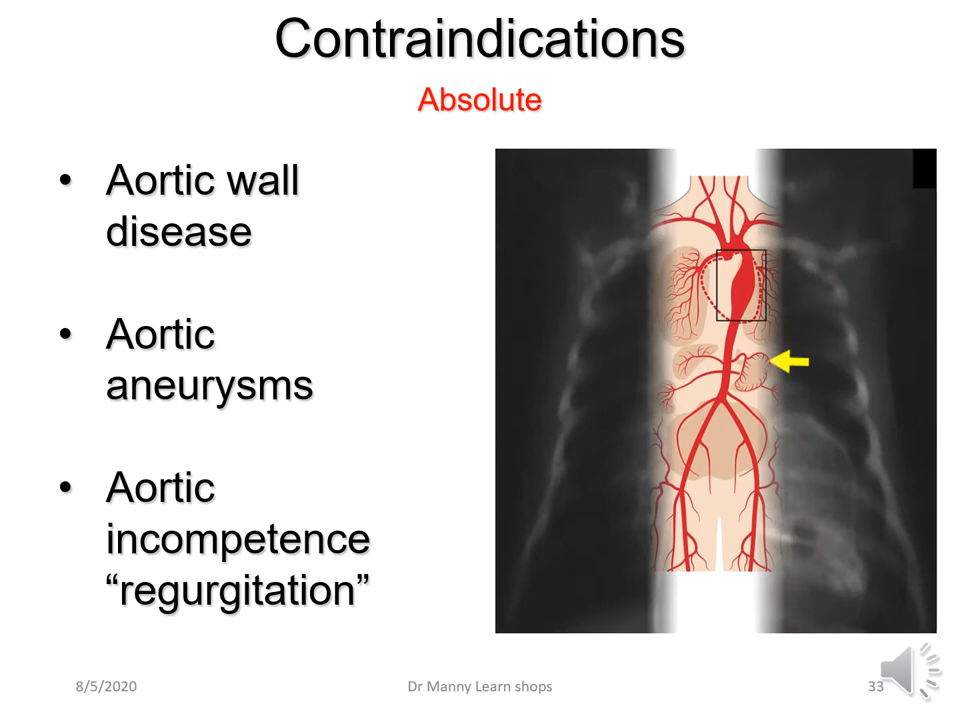 Contraindications
Absolute
• Aortic wall
disease
• Aortic
aneurysms
• Aortic
incompetence
“regurgitation”
8/5/2020
Dr Manny Learn shops
33